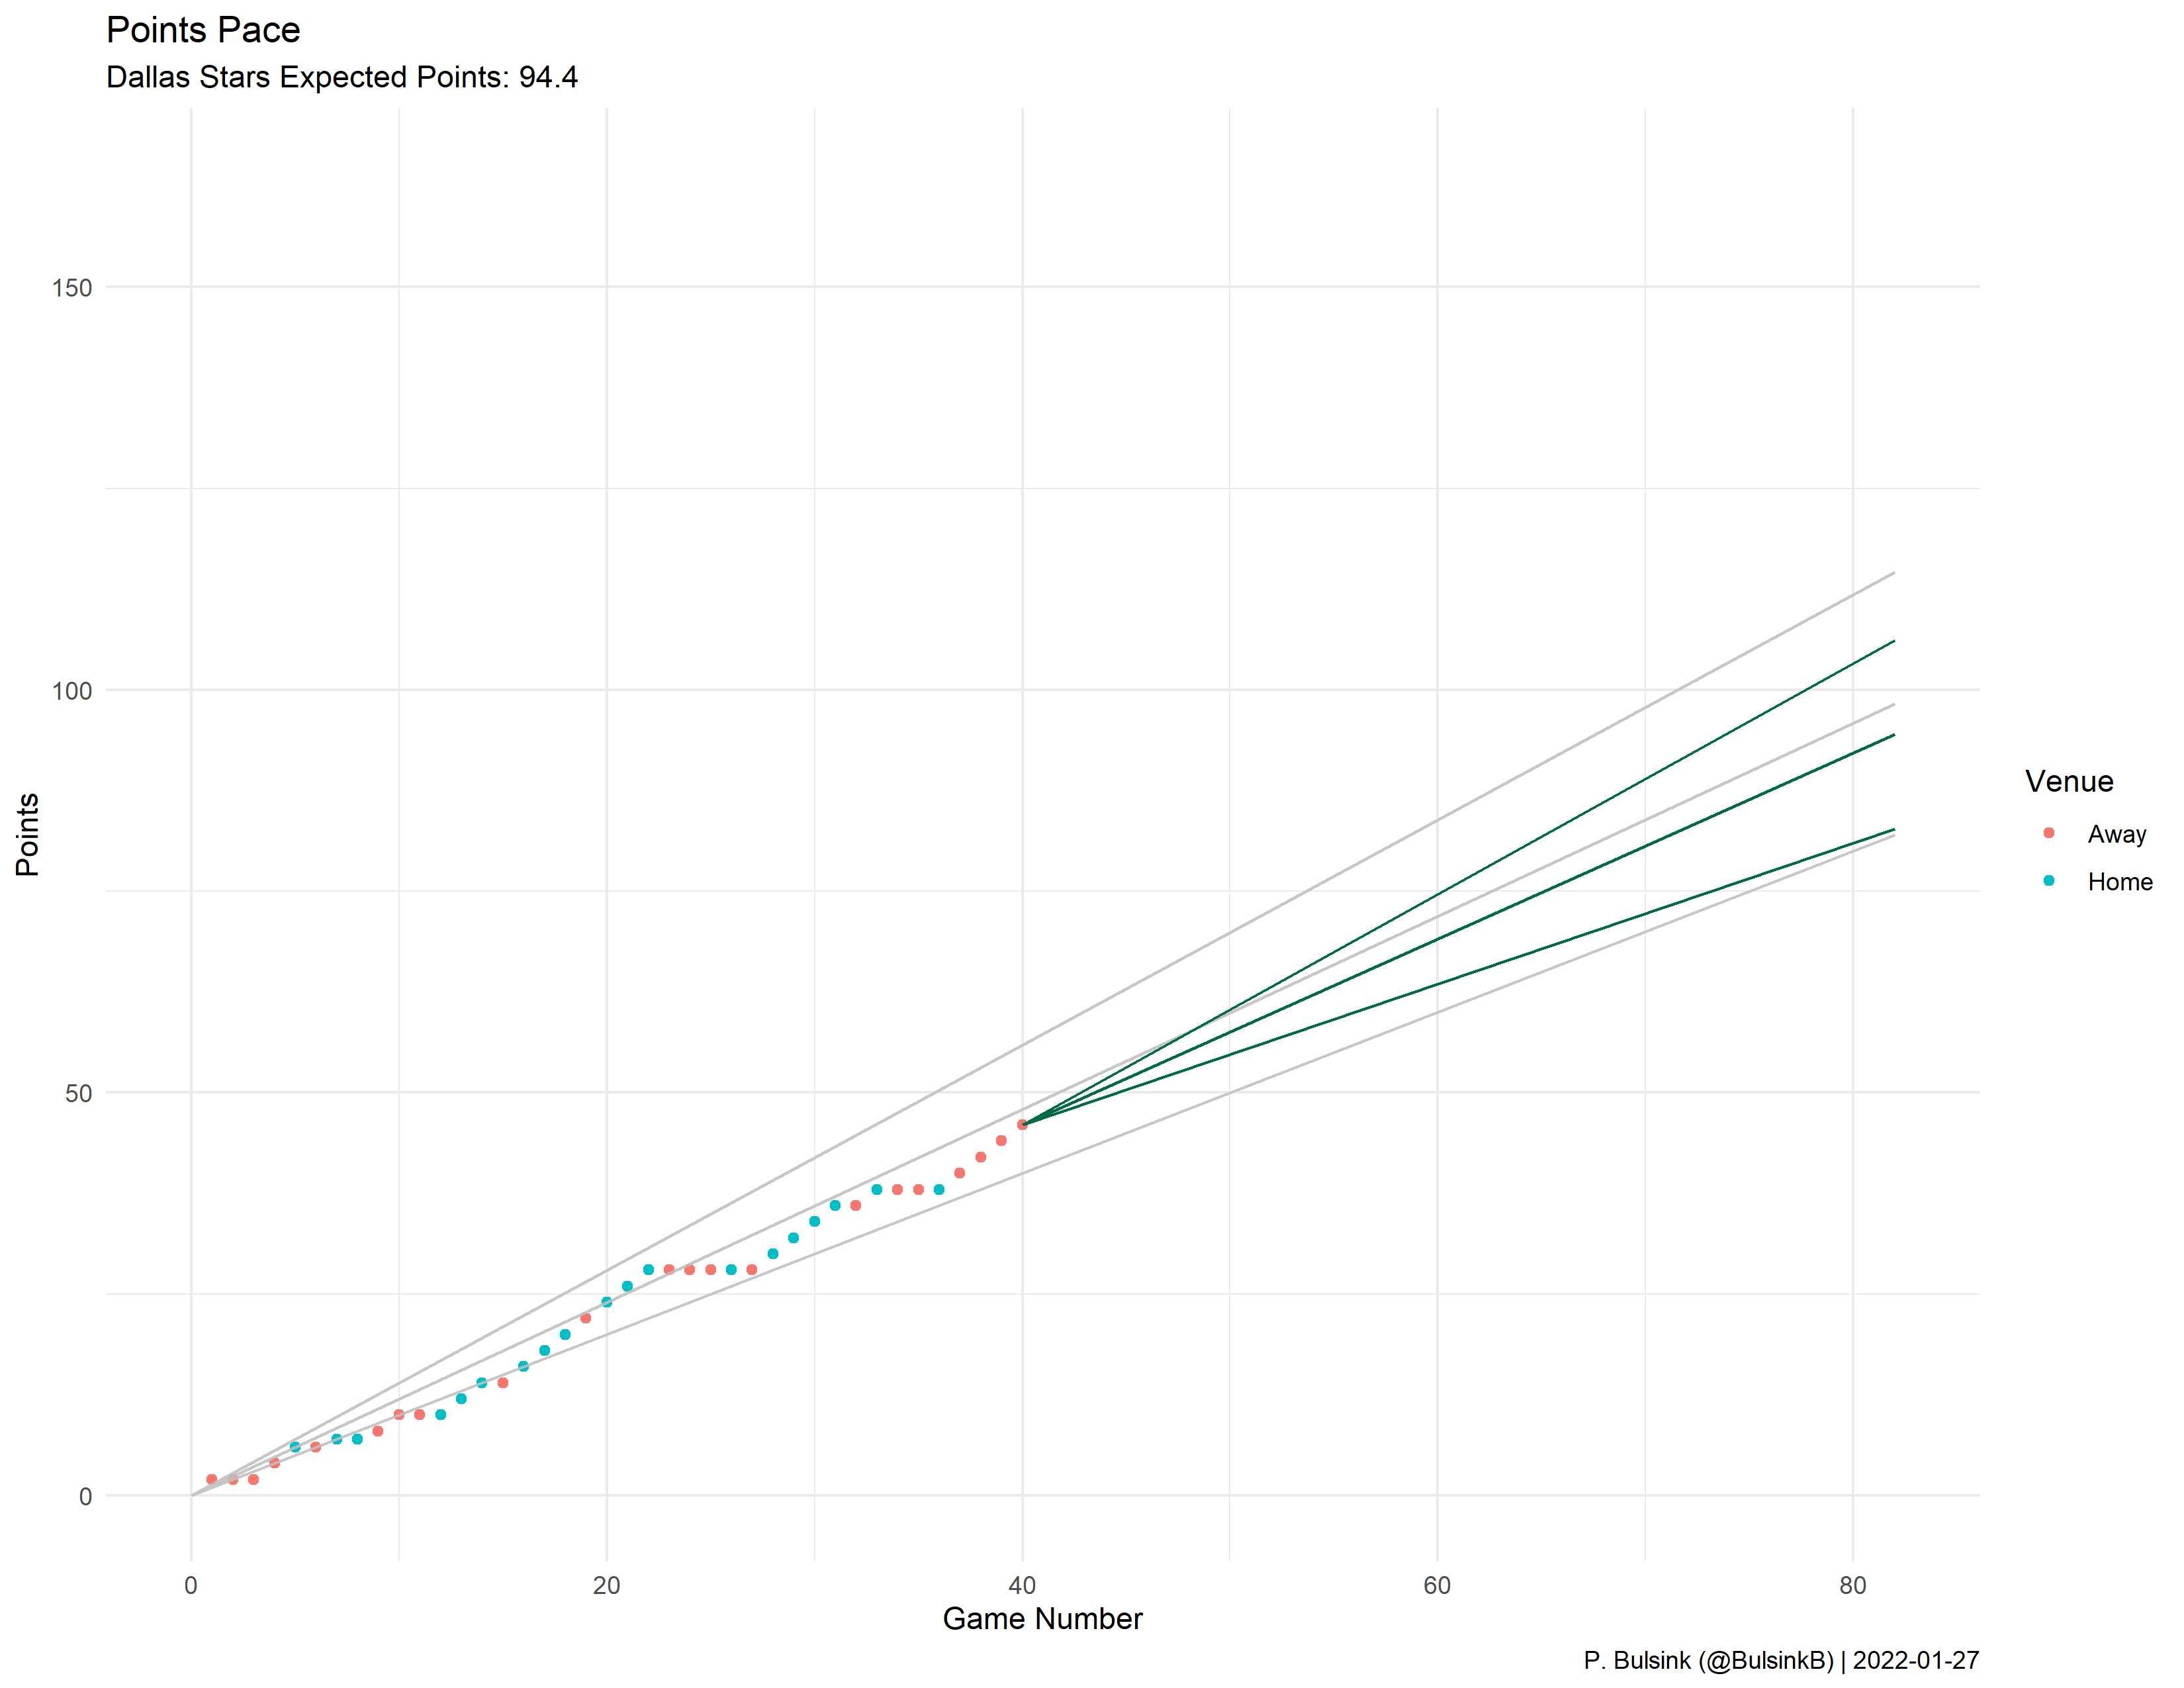 Points Pace
Dallas Stars Expected Points: 94.4
150
100
50
0
Points
0 20 40 60 80
Game Number
Venue
Away
Home
P. Bulsink (@BulsinkB) | 2022-01-27